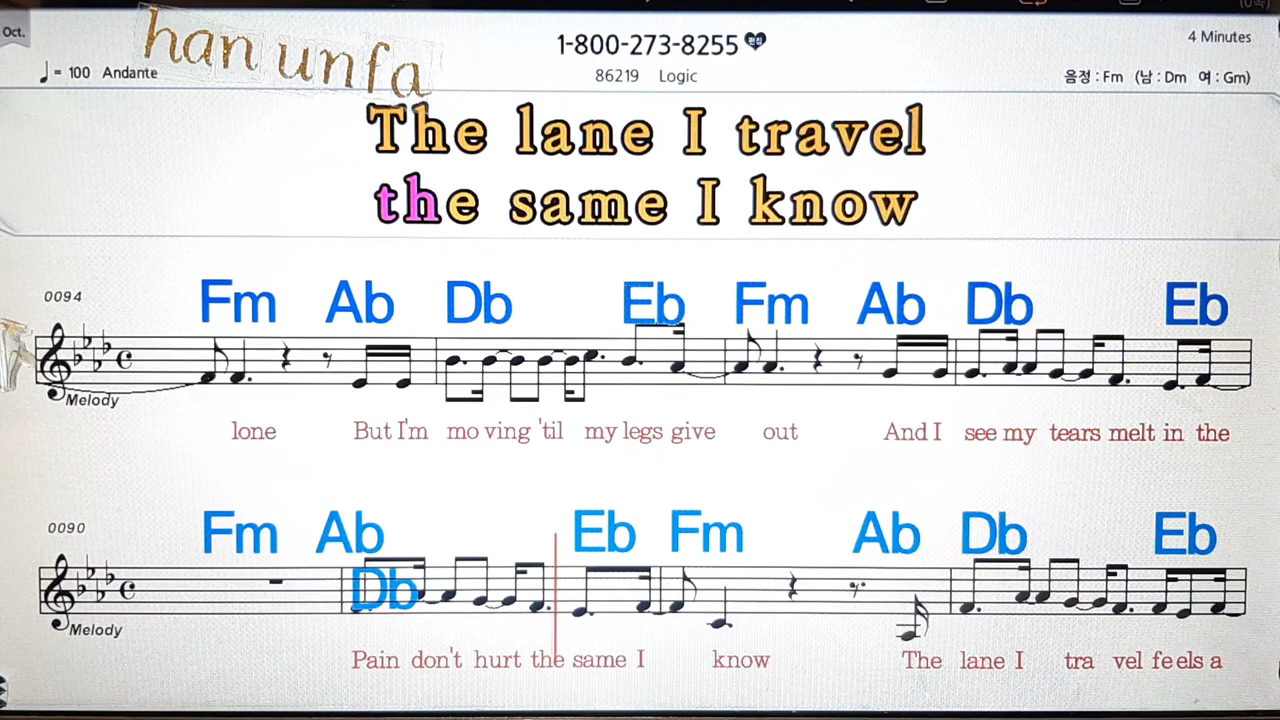 Oct.
han unfa
1-800-273-8255 편집
4 Minutes
♩ = 100 Andante
86219 Logic
음정 : Fm (남 : Dm 여 : Gm)
The lane I travel
the same I know
0094
Fm Ab Db Eb Fm Ab Db Eb
Melody
lone But I'm mo ving 'til my legs give out And I see my tears melt in the
0090
Fm Ab Db Eb Fm Ab Db Eb
Melody
Pain don't hurt the same I know The lane I tra vel feels a